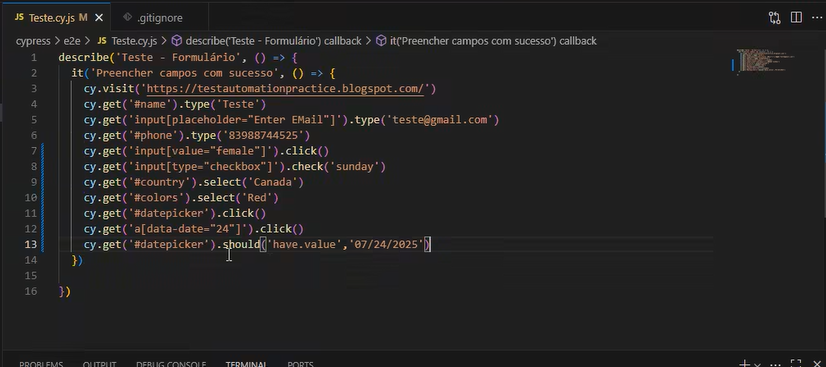 JS Teste.cy.js M × .gitignore
cypress > e2e > JS Teste.cy.js > describe('Teste - Formulário') callback > it('Preencher campos com sucesso') callback
1 describe('Teste - Formulário', () => {
2 it('Preencher campos com sucesso', () => {
3 cy.visit('https://testautomationpractice.blogspot.com/')
4 cy.get('#name').type('Teste')
5 cy.get('input[placeholder="Enter EMail"]').type('teste@gmail.com')
6 cy.get('#phone').type('83988744525')
7 cy.get('input[value="female"]').click()
8 cy.get('input[type="checkbox"]').check('sunday')
9 cy.get('#country').select('Canada')
10 cy.get('#colors').select('Red')
11 cy.get('#datepicker').click()
12 cy.get('a[data-date="24"]').click()
13 cy.get('#datepicker').should('have.value','07/24/2025')
14 })
15
16 })
PROBLEMS OUTPUT DEBUG CONSOLE TERMINAL PORTS